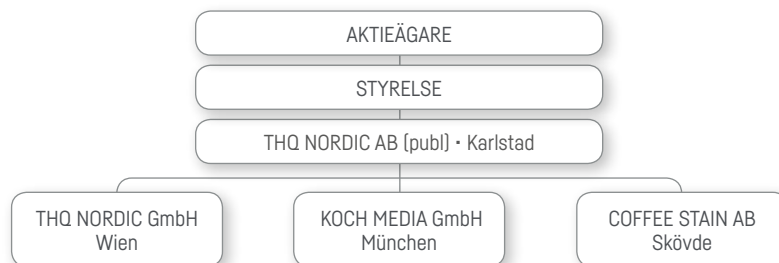 AKTIEÄGARE
STYRELSE
THQ NORDIC AB (publ) · Karlstad
THQ NORDIC GmbH
Wien
KOCH MEDIA GmbH
München
COFFEE STAIN AB
Skövde